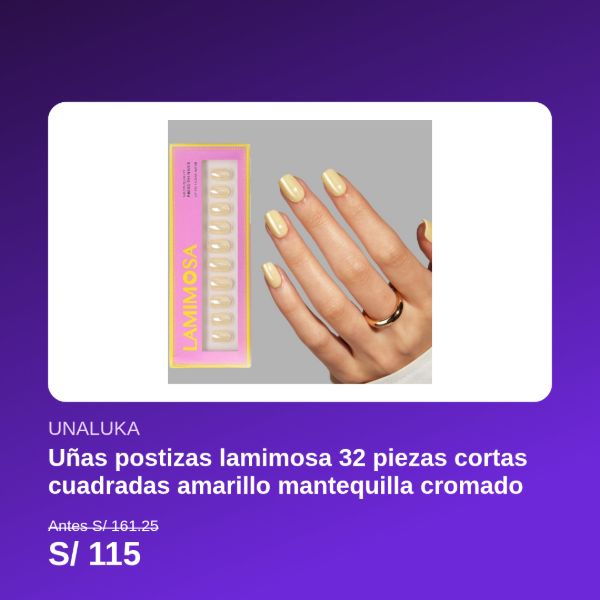 LAMIMOSA
UNALUKA
Uñas postizas lamimosa 32 piezas cortas
cuadradas amarillo mantequilla cromado
Antes S/ 161.25
S/ 115